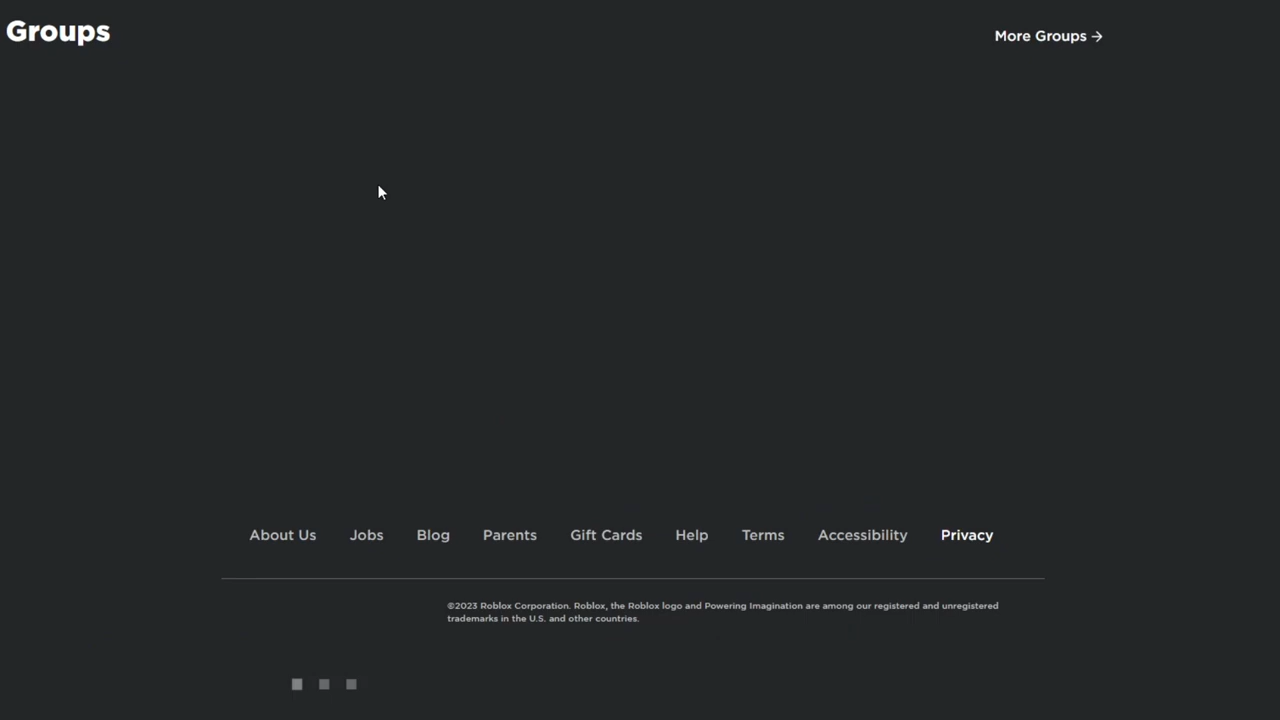 Groups
More Groups →
About Us Jobs Blog Parents Gift Cards Help Terms Accessibility Privacy
©2023 Roblox Corporation. Roblox, the Roblox logo and Powering Imagination are among our registered and unregistered
trademarks in the U.S. and other countries.